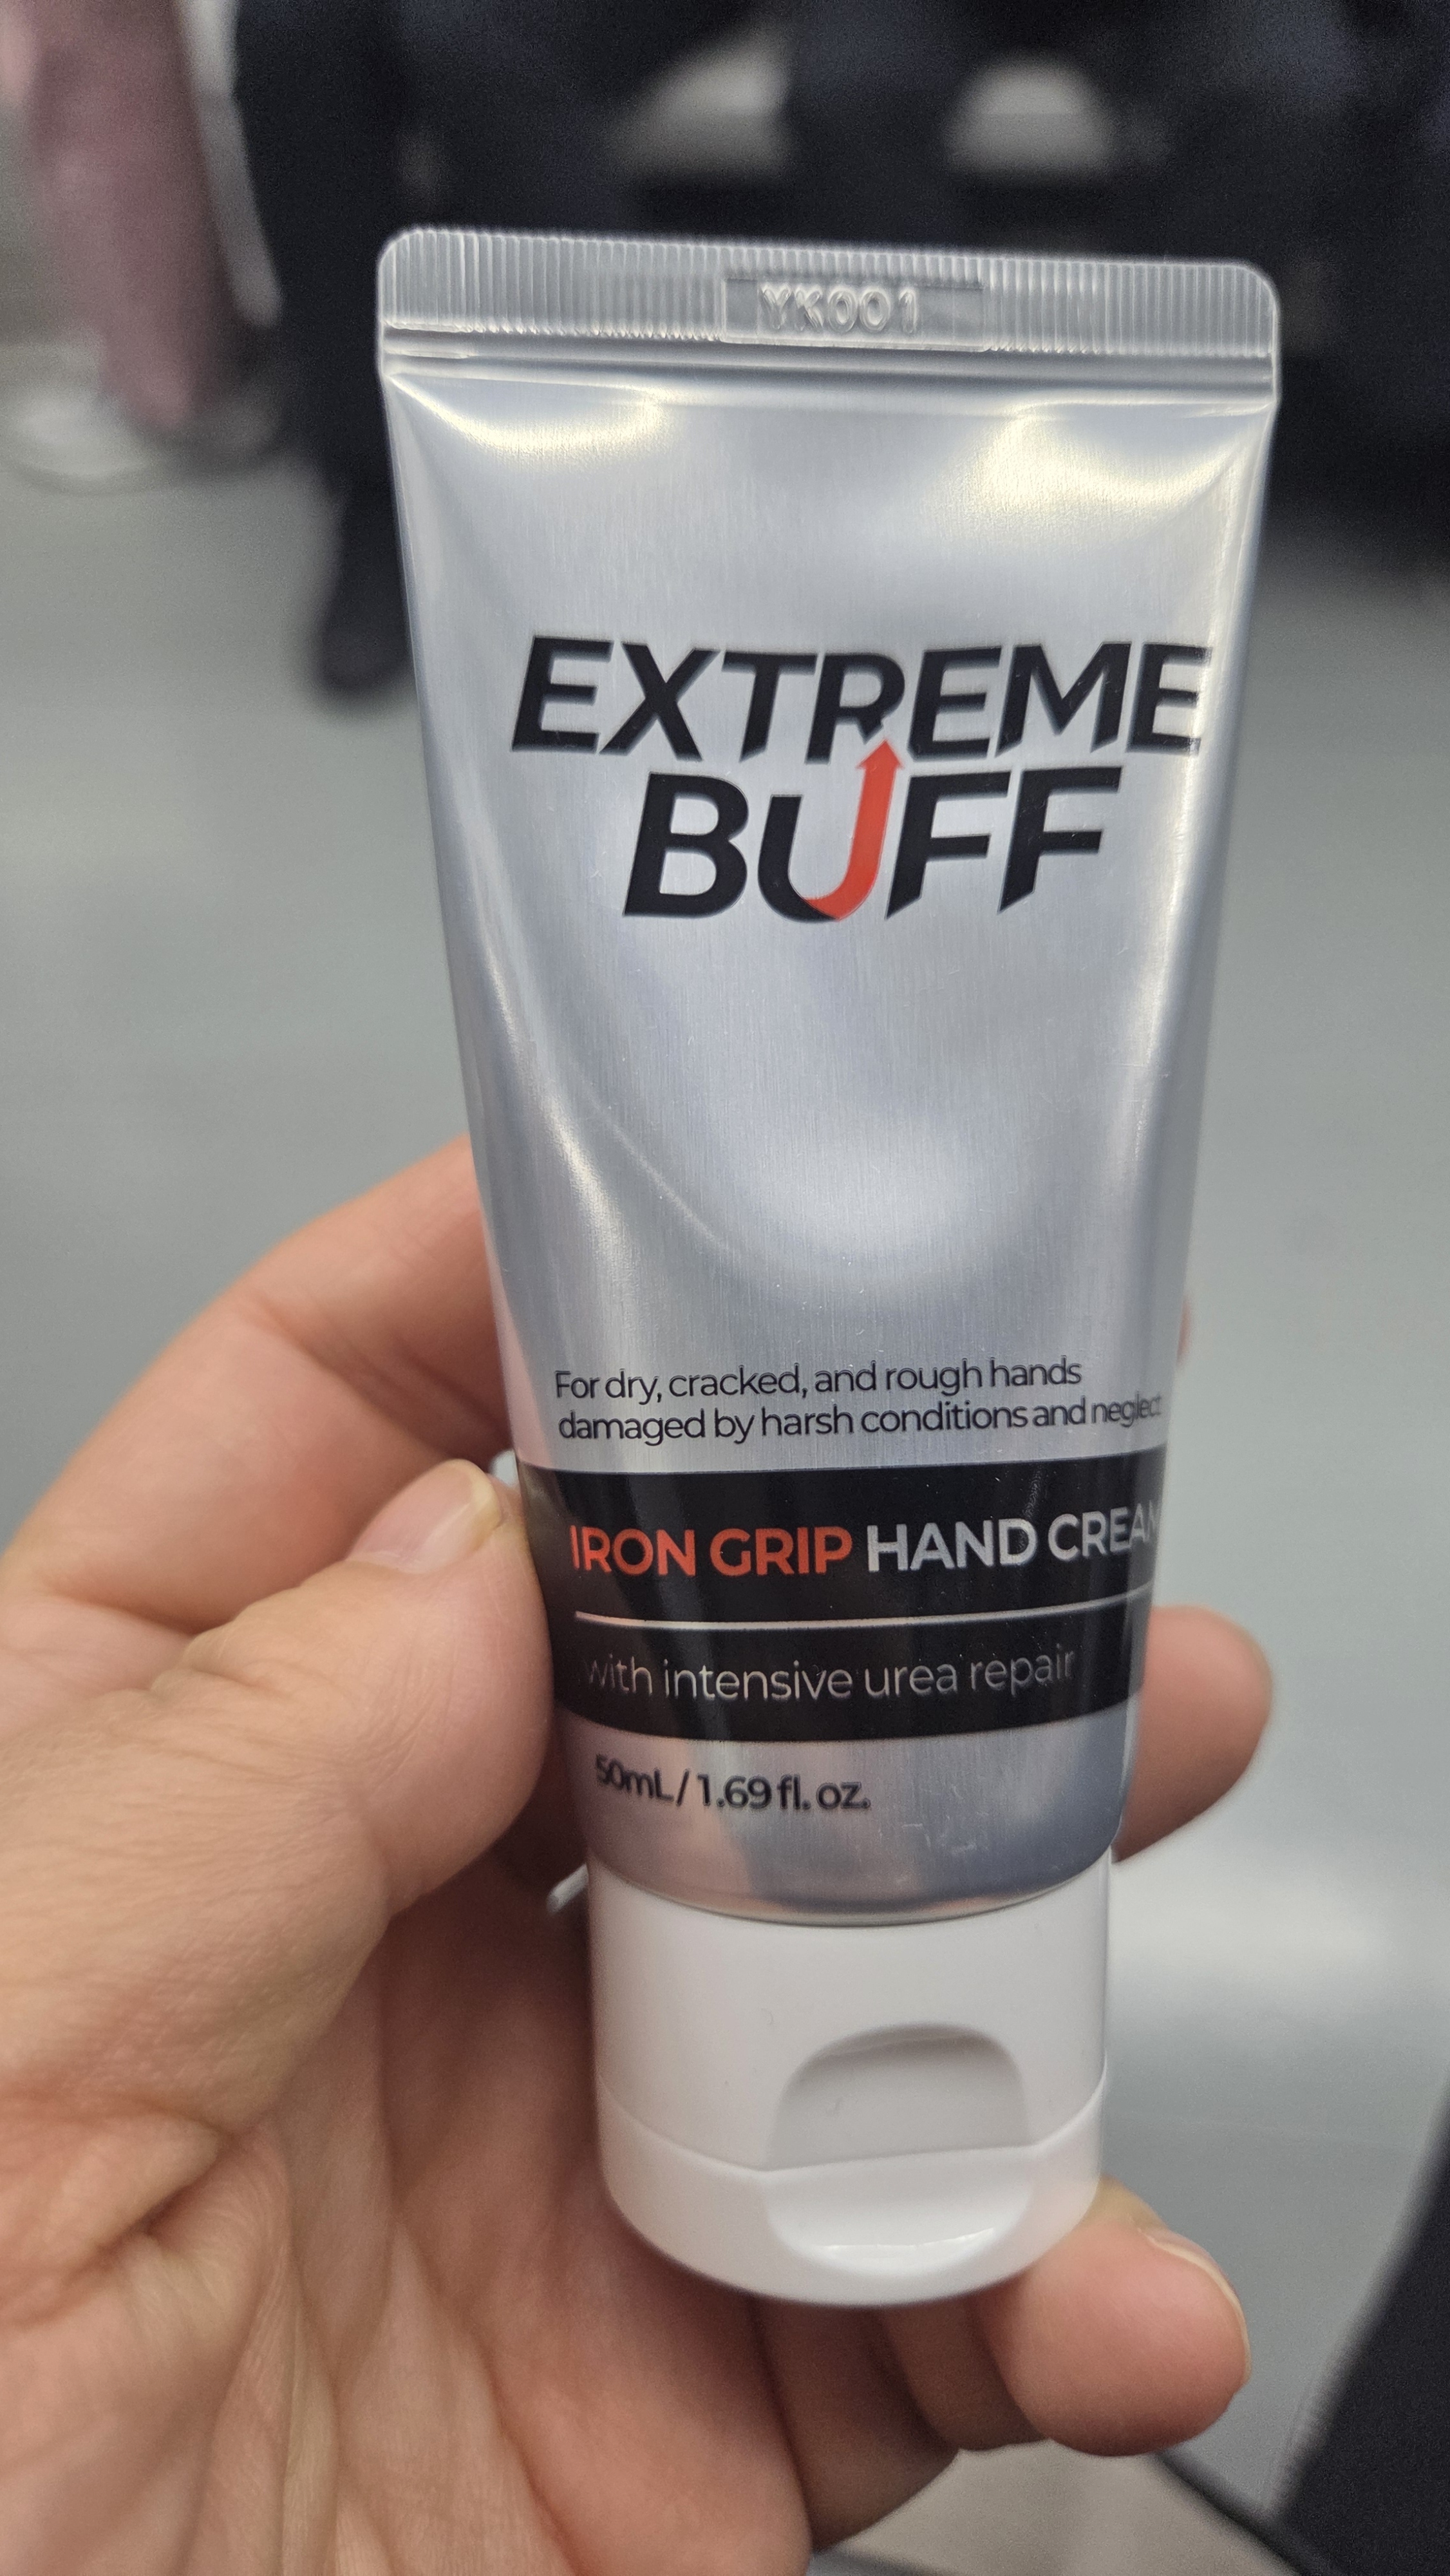 YK001
EXTREME
BUFF
For dry, cracked, and rough hands
damaged by harsh conditions and neglect
IRON GRIP HAND CREAM
with intensive urea repair
50mL / 1.69 fl. oz.